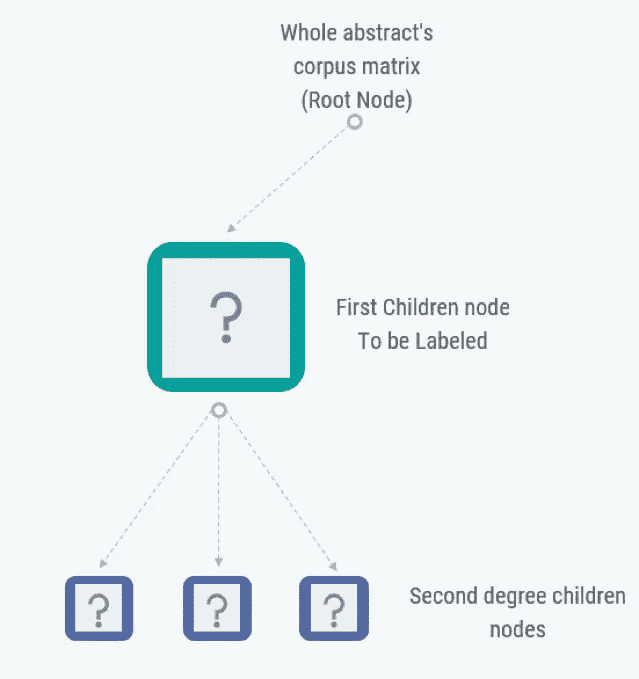 Whole abstract's
corpus matrix
(Root Node)
?
First Children node
To be Labeled
? ? ?
Second degree children
nodes